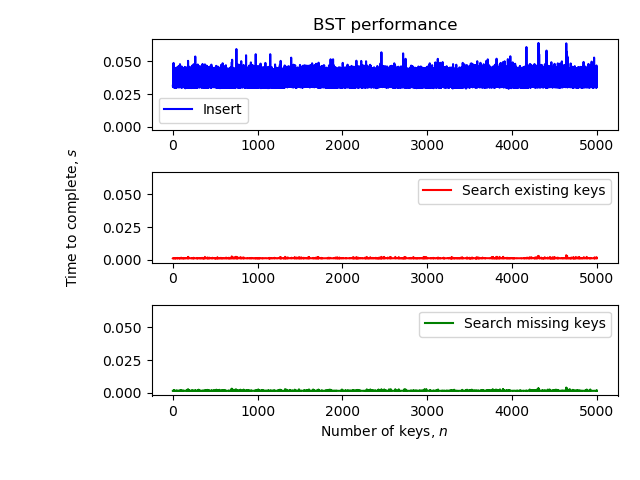 BST performance
0.050
0.025
0.000
Insert
0 1000 2000 3000 4000 5000
Time to complete, s
0.050
0.025
0.000
Search existing keys
0 1000 2000 3000 4000 5000
0.050
0.025
0.000
Search missing keys
0 1000 2000 3000 4000 5000
Number of keys, n